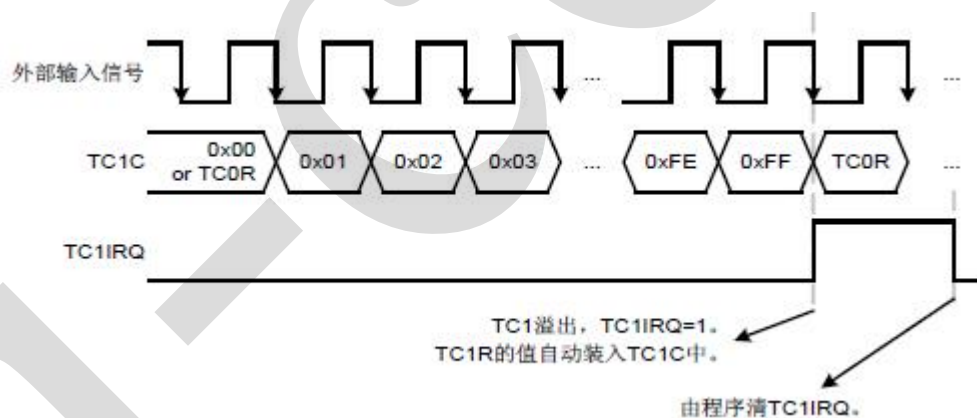 外部输入信号
...
...
TC1C
0x00
or TC0R
0x01
0x02
0x03
...
0xFE
0xFF
TC0R
...
TC1IRQ
TC1溢出，TC1IRQ=1。
TC1R的值自动装入TC1C中。
由程序清TC1IRQ。